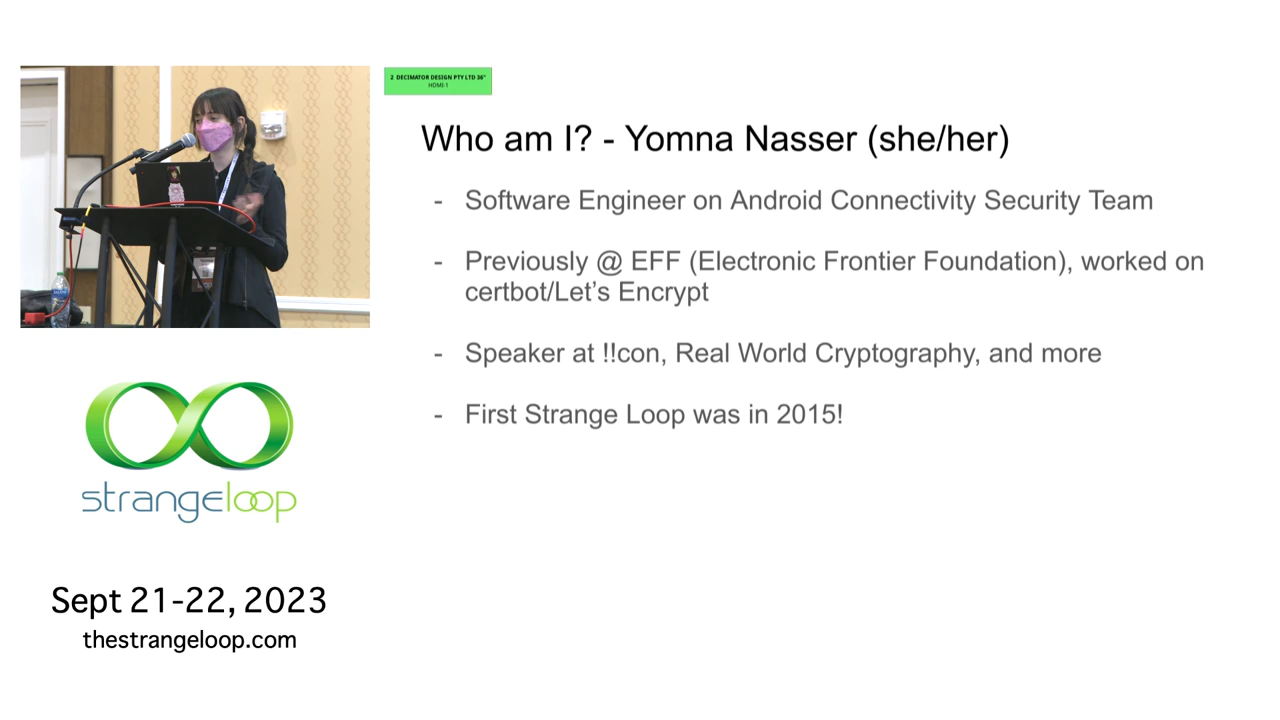 2 DECIMATOR DESIGN PTY LTD 36"
HDMI-1
Who am I? - Yomna Nasser (she/her)
- Software Engineer on Android Connectivity Security Team
- Previously @ EFF (Electronic Frontier Foundation), worked on
certbot/Let’s Encrypt
- Speaker at !!con, Real World Cryptography, and more
- First Strange Loop was in 2015!
strangeloop
Sept 21-22, 2023
thestrangeloop.com